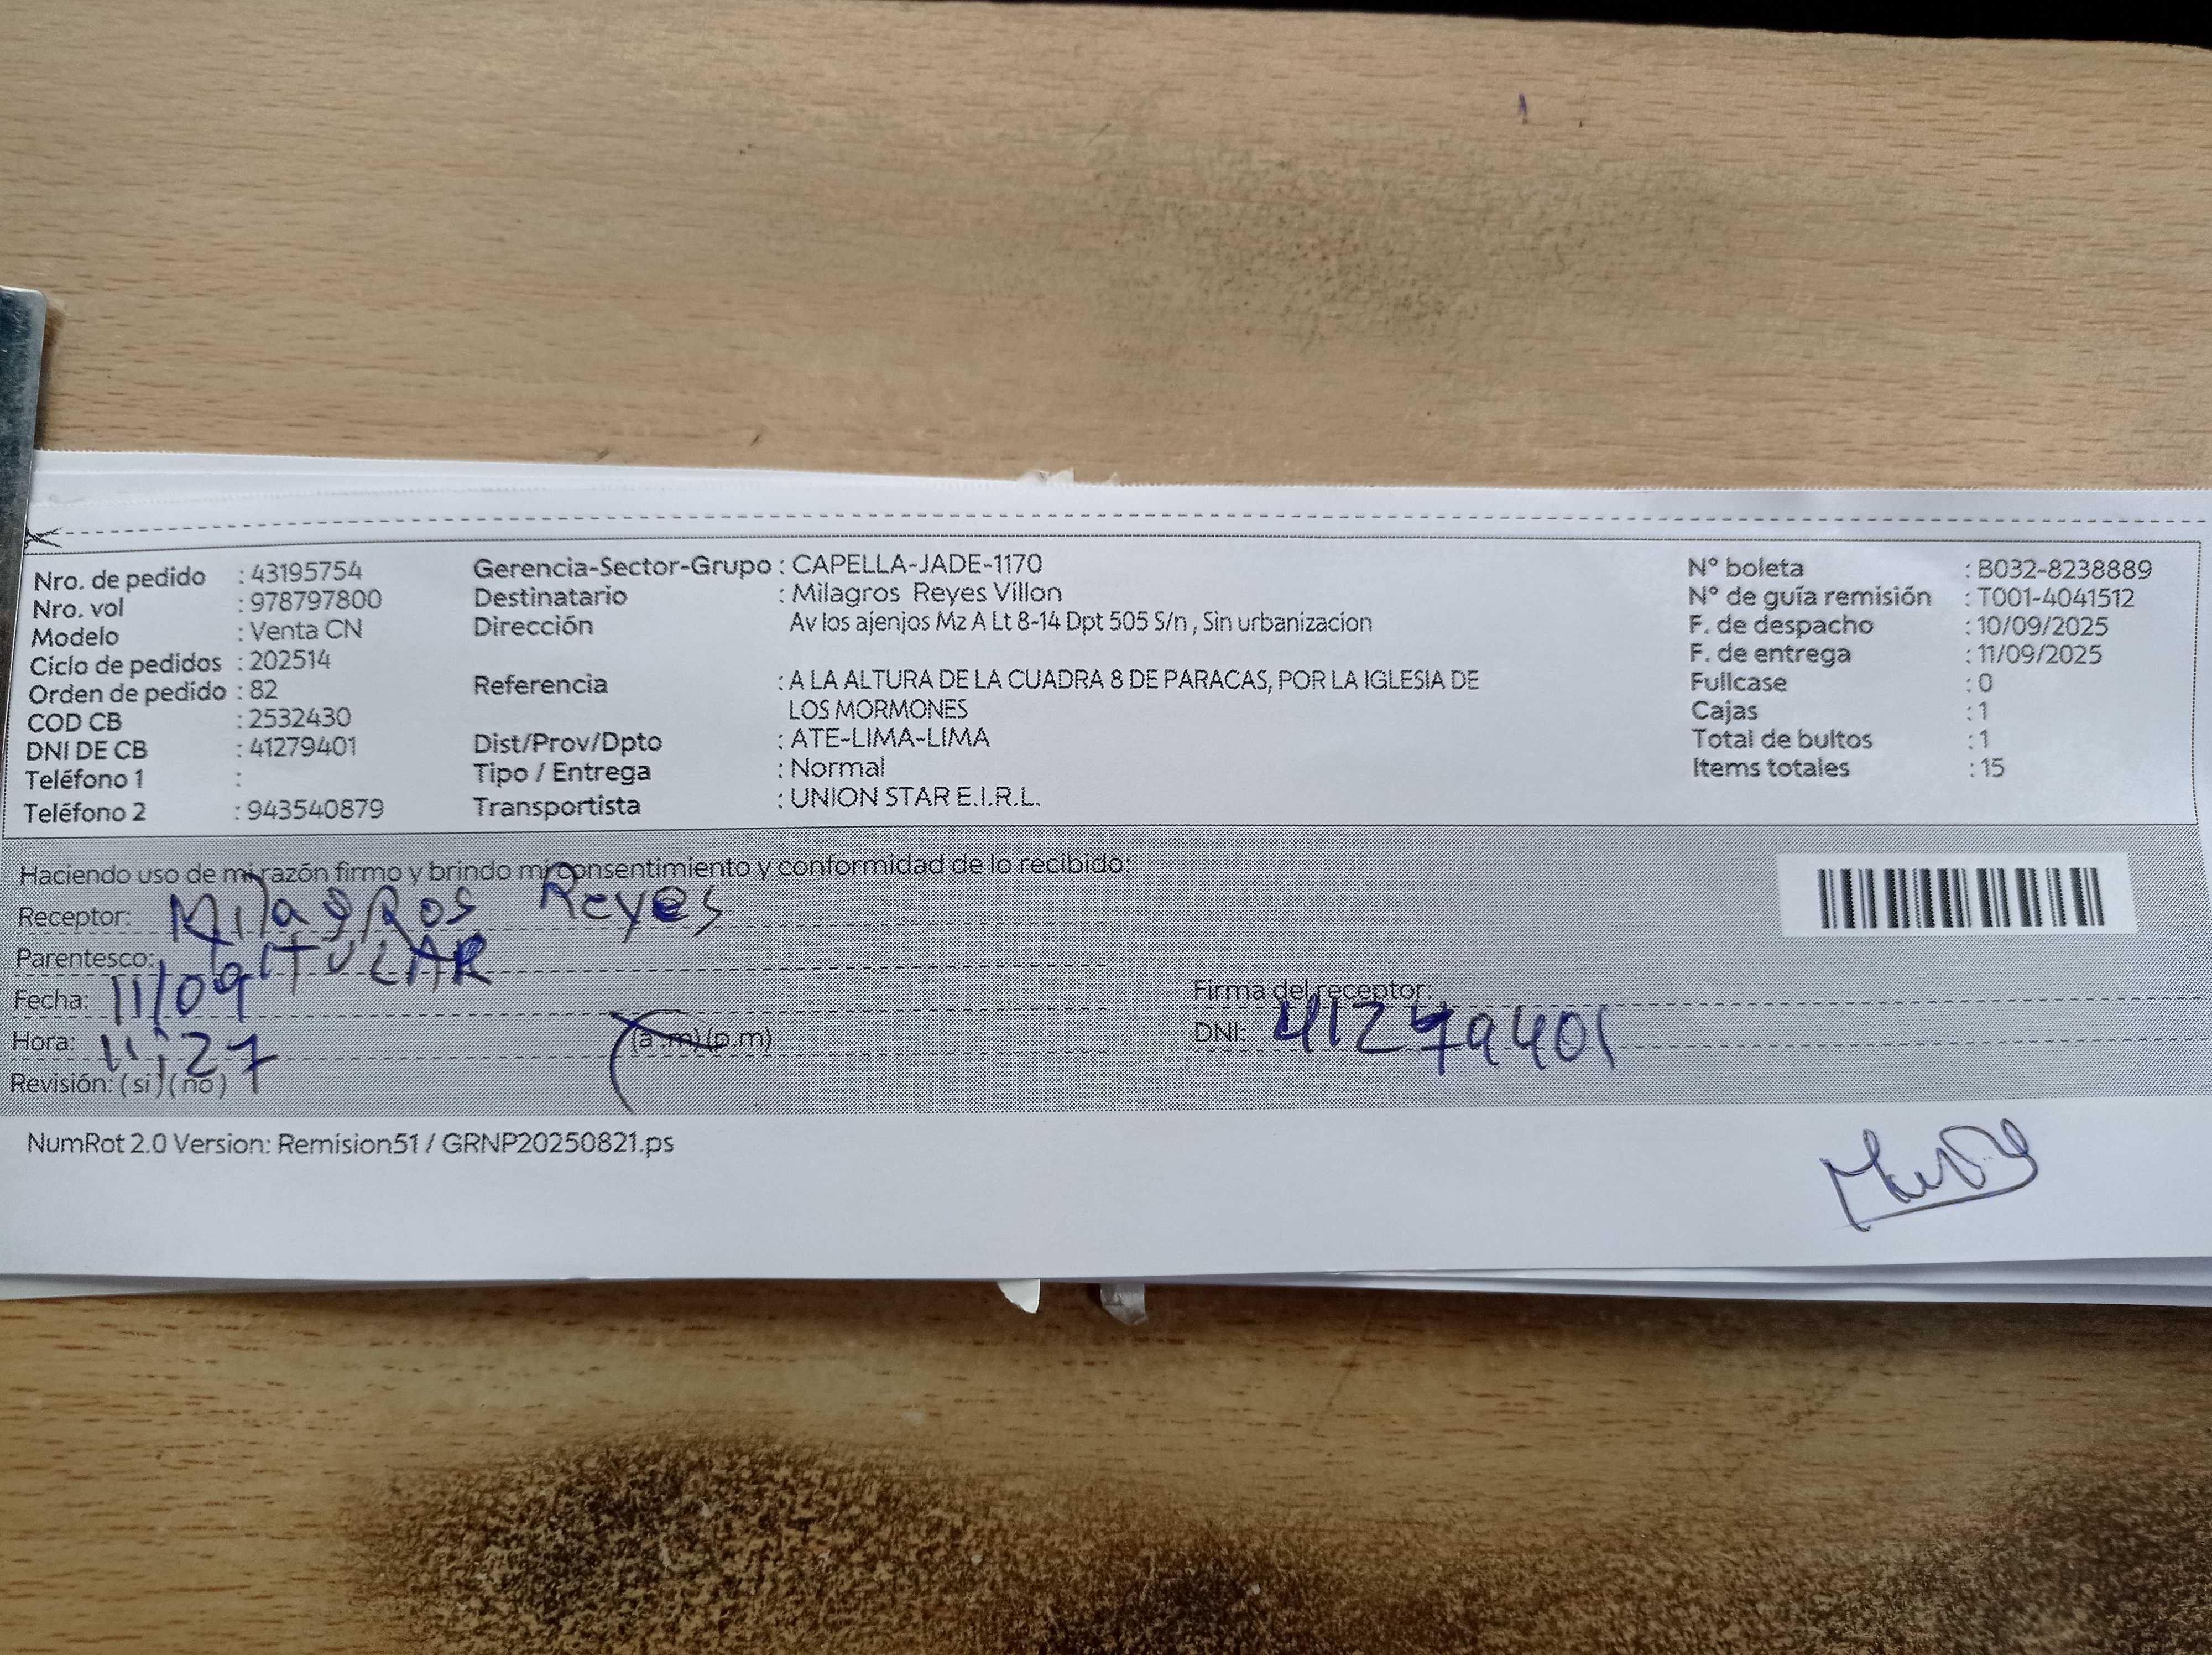 Nro. de pedido : 43195754
Nro. vol : 978797800
Modelo : Venta CN
Ciclo de pedidos : 202514
Orden de pedido : 82
COD CB : 2532430
DNI DE CB : 41279401
Teléfono 1 :
Teléfono 2 : 943540879
Gerencia-Sector-Grupo : CAPELLA-JADE-1170
Destinatario : Milagros Reyes Villon
Dirección Av los ajenjos Mz A Lt 8-14 Dpt 505 S/n , Sin urbanizacion
Referencia : A LA ALTURA DE LA CUADRA 8 DE PARACAS, POR LA IGLESIA DE
LOS MORMONES
Dist/Prov/Dpto : ATE-LIMA-LIMA
Tipo / Entrega : Normal
Transportista : UNION STAR E.I.R.L.
N° boleta : B032-8238889
N° de guía remisión : T001-4041512
F. de despacho : 10/09/2025
F. de entrega : 11/09/2025
Fullcase : 0
Cajas : 1
Total de bultos : 1
Items totales : 15
Haciendo uso de mi razón firmo y brindo mi consentimiento y conformidad de lo recibido:
Receptor: Milagros Reyes
Parentesco: TITULAR
Fecha: 11/09
Hora: 11:27 (a .m) (p.m)
Revisión: ( si ) ( no )
Firma del receptor:
DNI: 41279401
NumRot 2.0 Version: Remision51 / GRNP20250821.ps